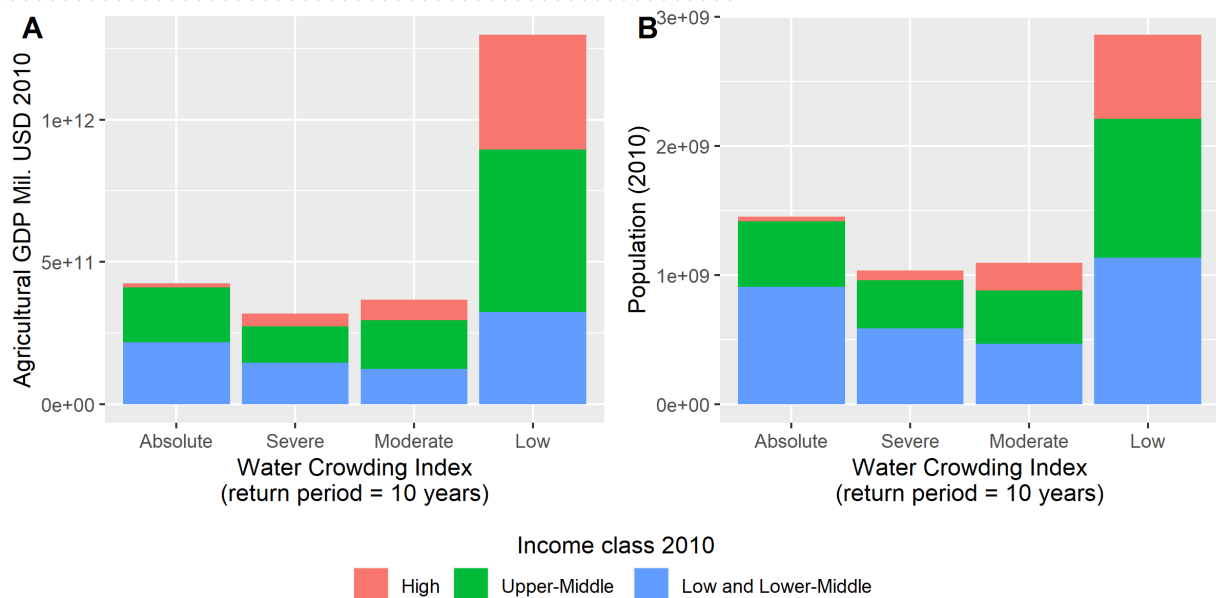 A
Agricultural GDP Mil. USD 2010
1e+12
5e+11
0e+00
Absolute Severe Moderate Low
Water Crowding Index
(return period = 10 years)
B
Population (2010)
3e+09
2e+09
1e+09
0e+00
Absolute Severe Moderate Low
Water Crowding Index
(return period = 10 years)
Income class 2010
High Upper-Middle Low and Lower-Middle